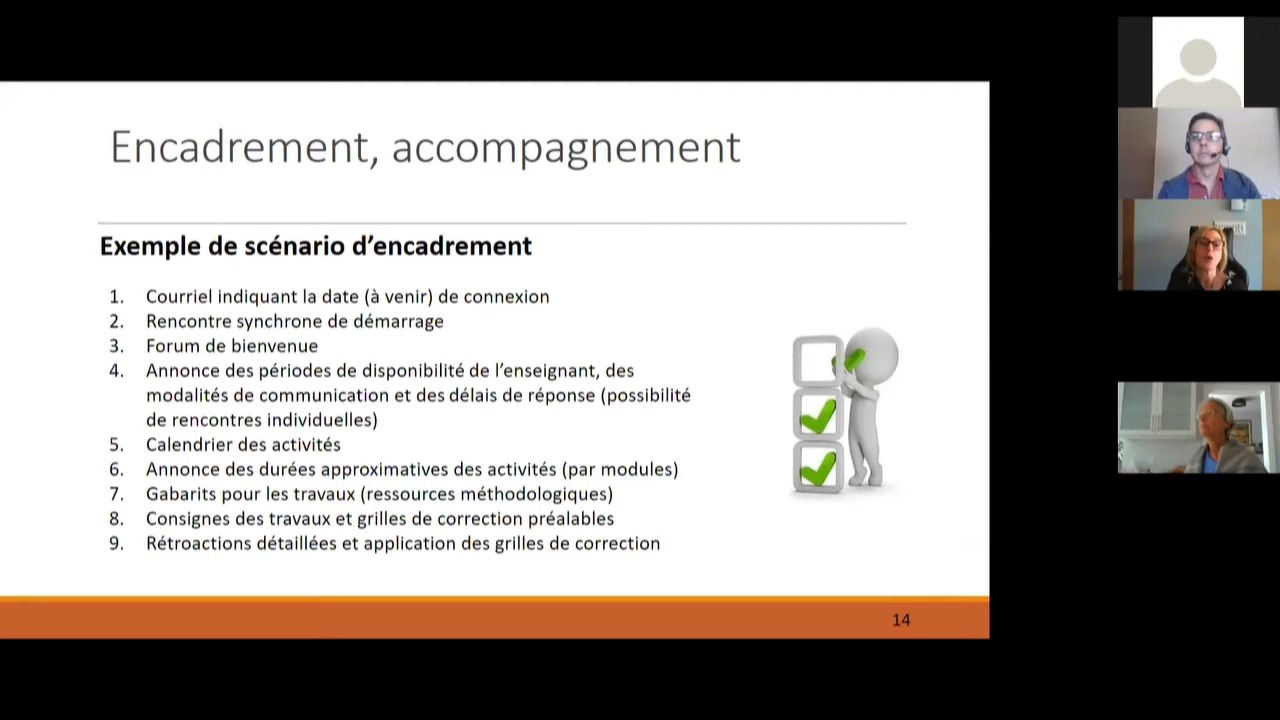 Encadrement, accompagnement
Exemple de scénario d’encadrement
1. Courriel indiquant la date (à venir) de connexion
2. Rencontre synchrone de démarrage
3. Forum de bienvenue
4. Annonce des périodes de disponibilité de l’enseignant, des
modalités de communication et des délais de réponse (possibilité
de rencontres individuelles)
5. Calendrier des activités
6. Annonce des durées approximatives des activités (par modules)
7. Gabarits pour les travaux (ressources méthodologiques)
8. Consignes des travaux et grilles de correction préalables
9. Rétroactions détaillées et application des grilles de correction
14